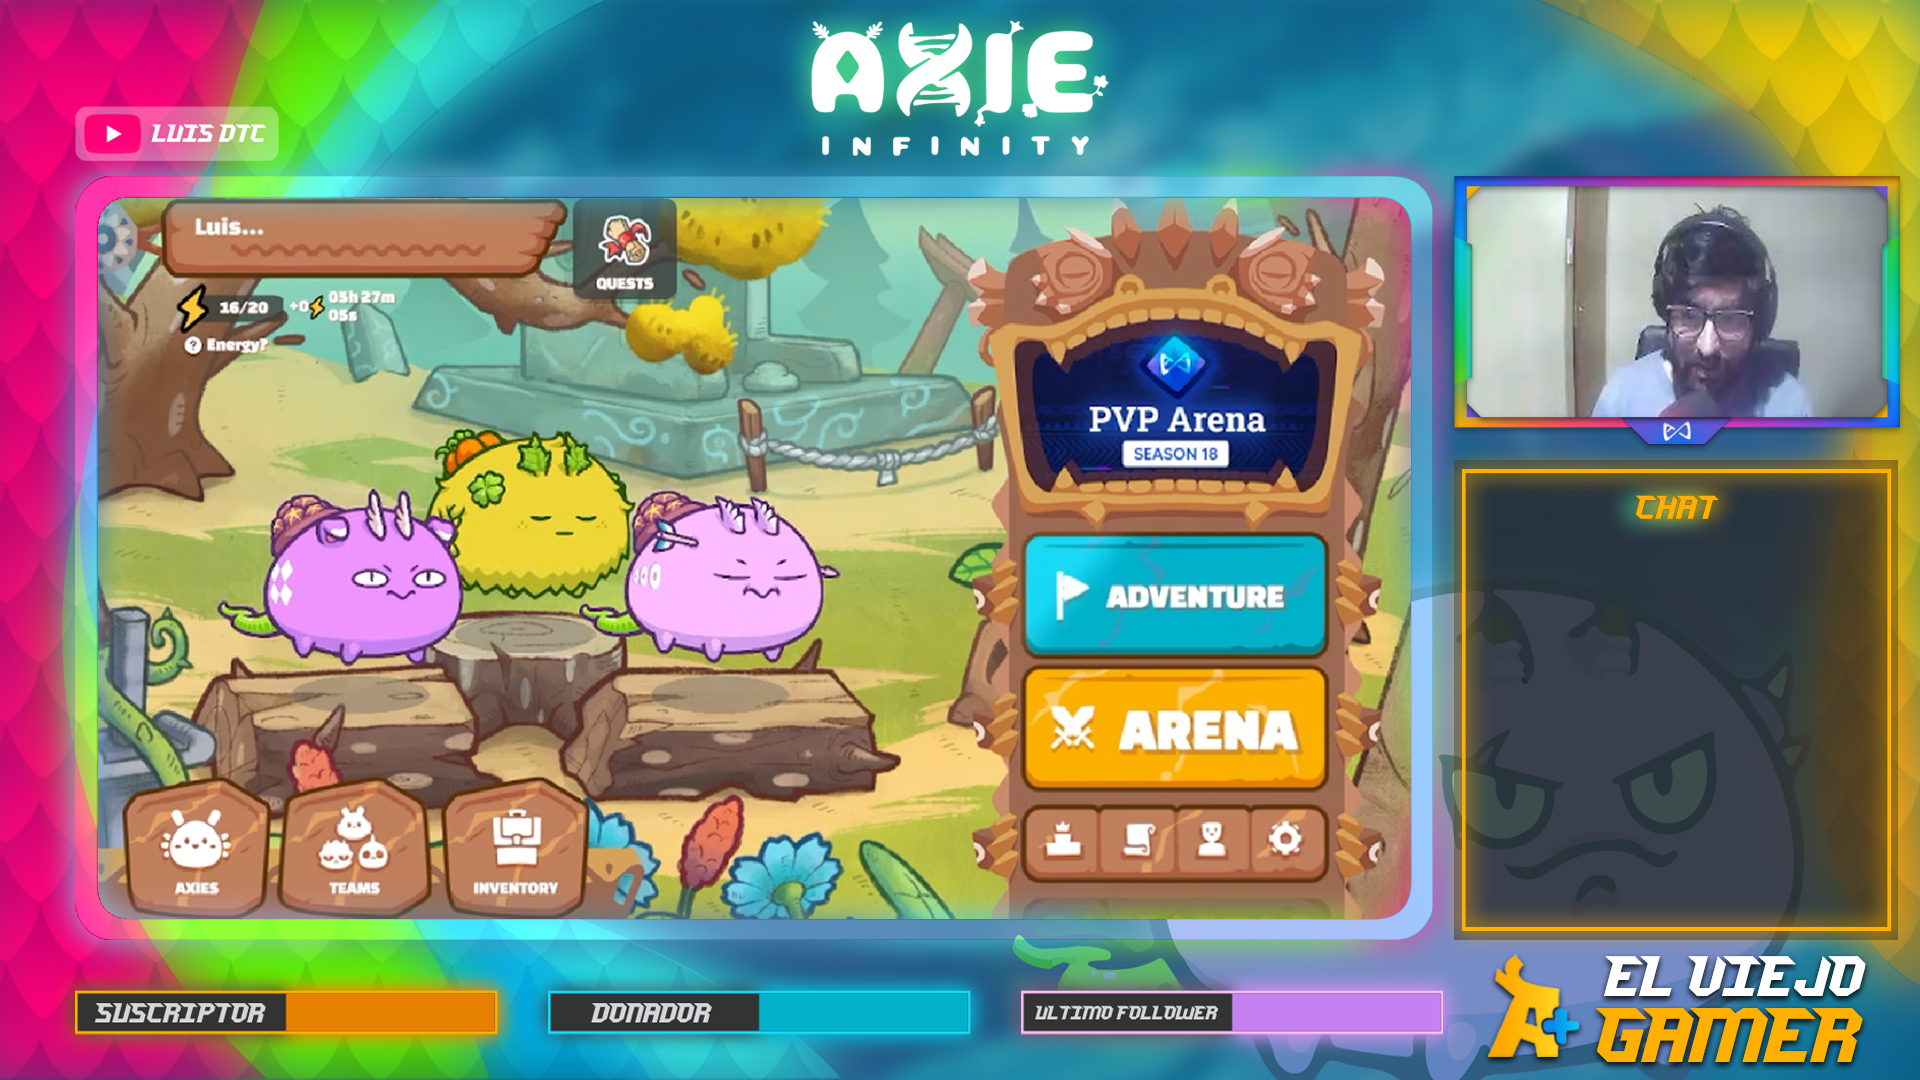 AXIE
INFINITY
LUIS DTC
Luis...
QUESTS
16/20
+0
05h 27m
05s
? Energy?
PVP Arena
SEASON 18
ADVENTURE
ARENA
AXIES
TEAMS
INVENTORY
CHAT
SUSCRIPTOR
DONADOR
ULTIMO FOLLOWER
A+
EL VIEJO
GAMER